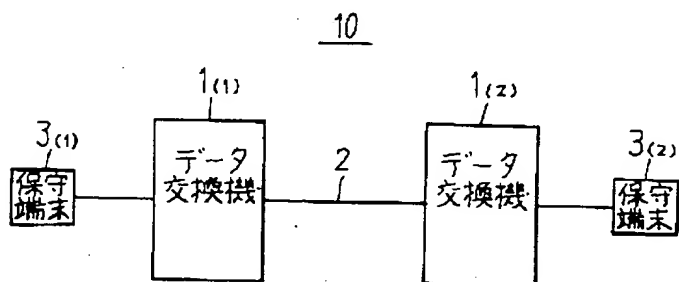 10
1(1)
1(2)
3(1)
3(2)
データ
交換機
2
データ
交換機
保守
端末
保守
端末